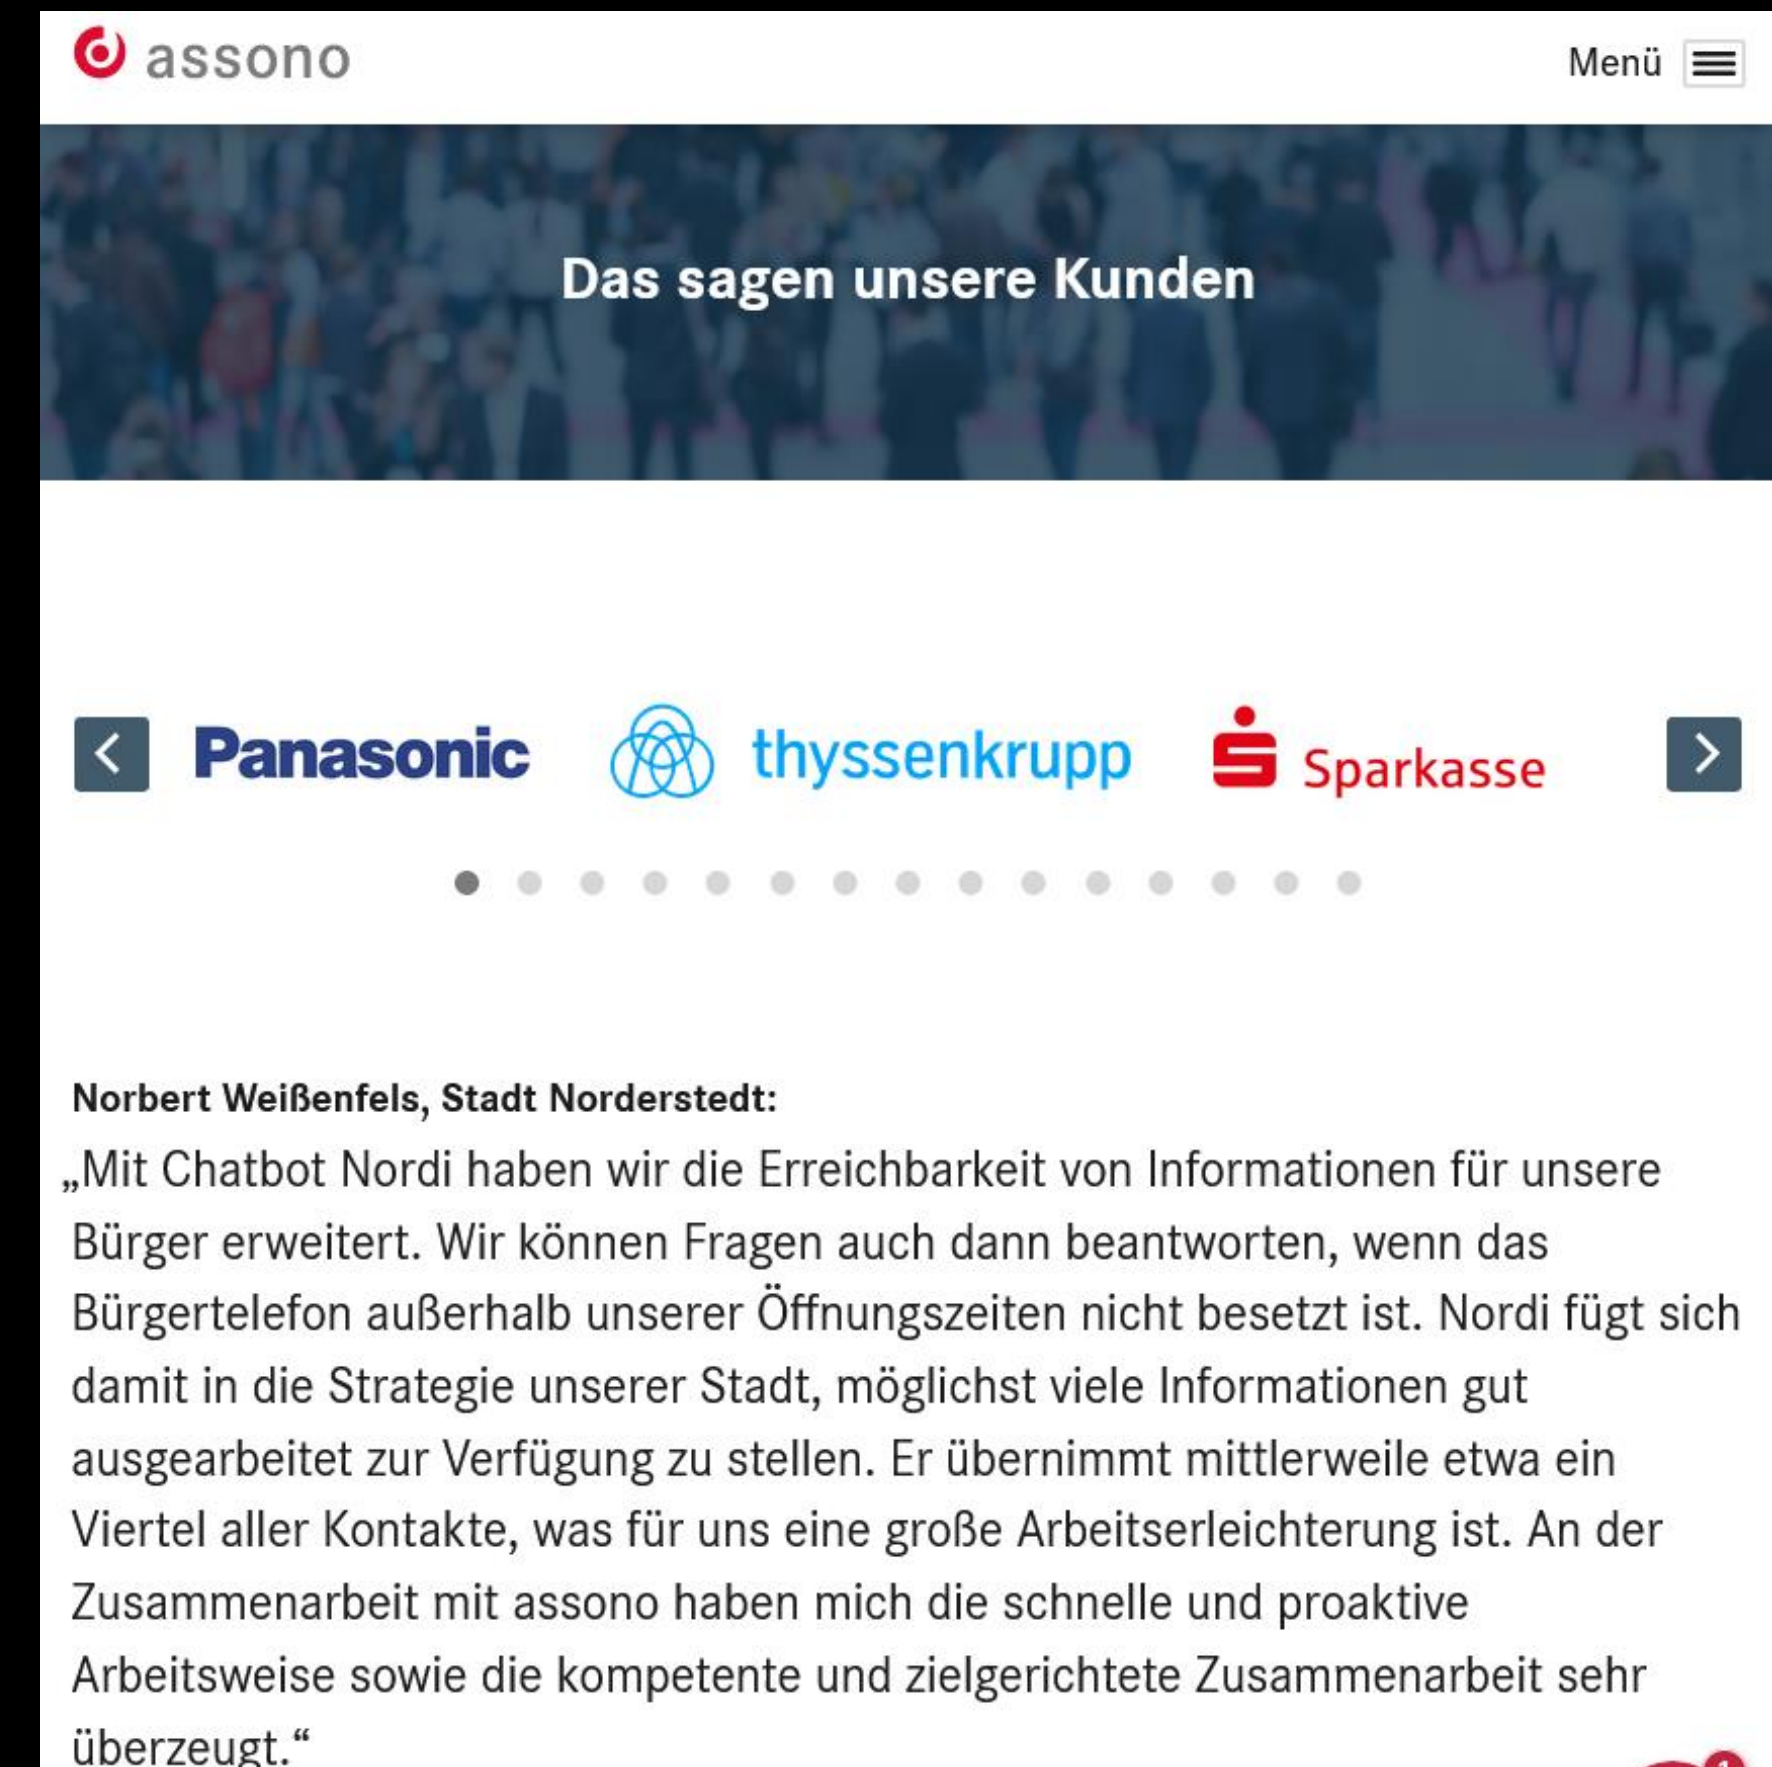 assono
Menü
Das sagen unsere Kunden
Panasonic
thyssenkrupp
Sparkasse
Norbert Weißenfels, Stadt Norderstedt:
„Mit Chatbot Nordi haben wir die Erreichbarkeit von Informationen für unsere
Bürger erweitert. Wir können Fragen auch dann beantworten, wenn das
Bürgertelefon außerhalb unserer Öffnungszeiten nicht besetzt ist. Nordi fügt sich
damit in die Strategie unserer Stadt, möglichst viele Informationen gut
ausgearbeitet zur Verfügung zu stellen. Er übernimmt mittlerweile etwa ein
Viertel aller Kontakte, was für uns eine große Arbeitserleichterung ist. An der
Zusammenarbeit mit assono haben mich die schnelle und proaktive
Arbeitsweise sowie die kompetente und zielgerichtete Zusammenarbeit sehr
überzeugt.“